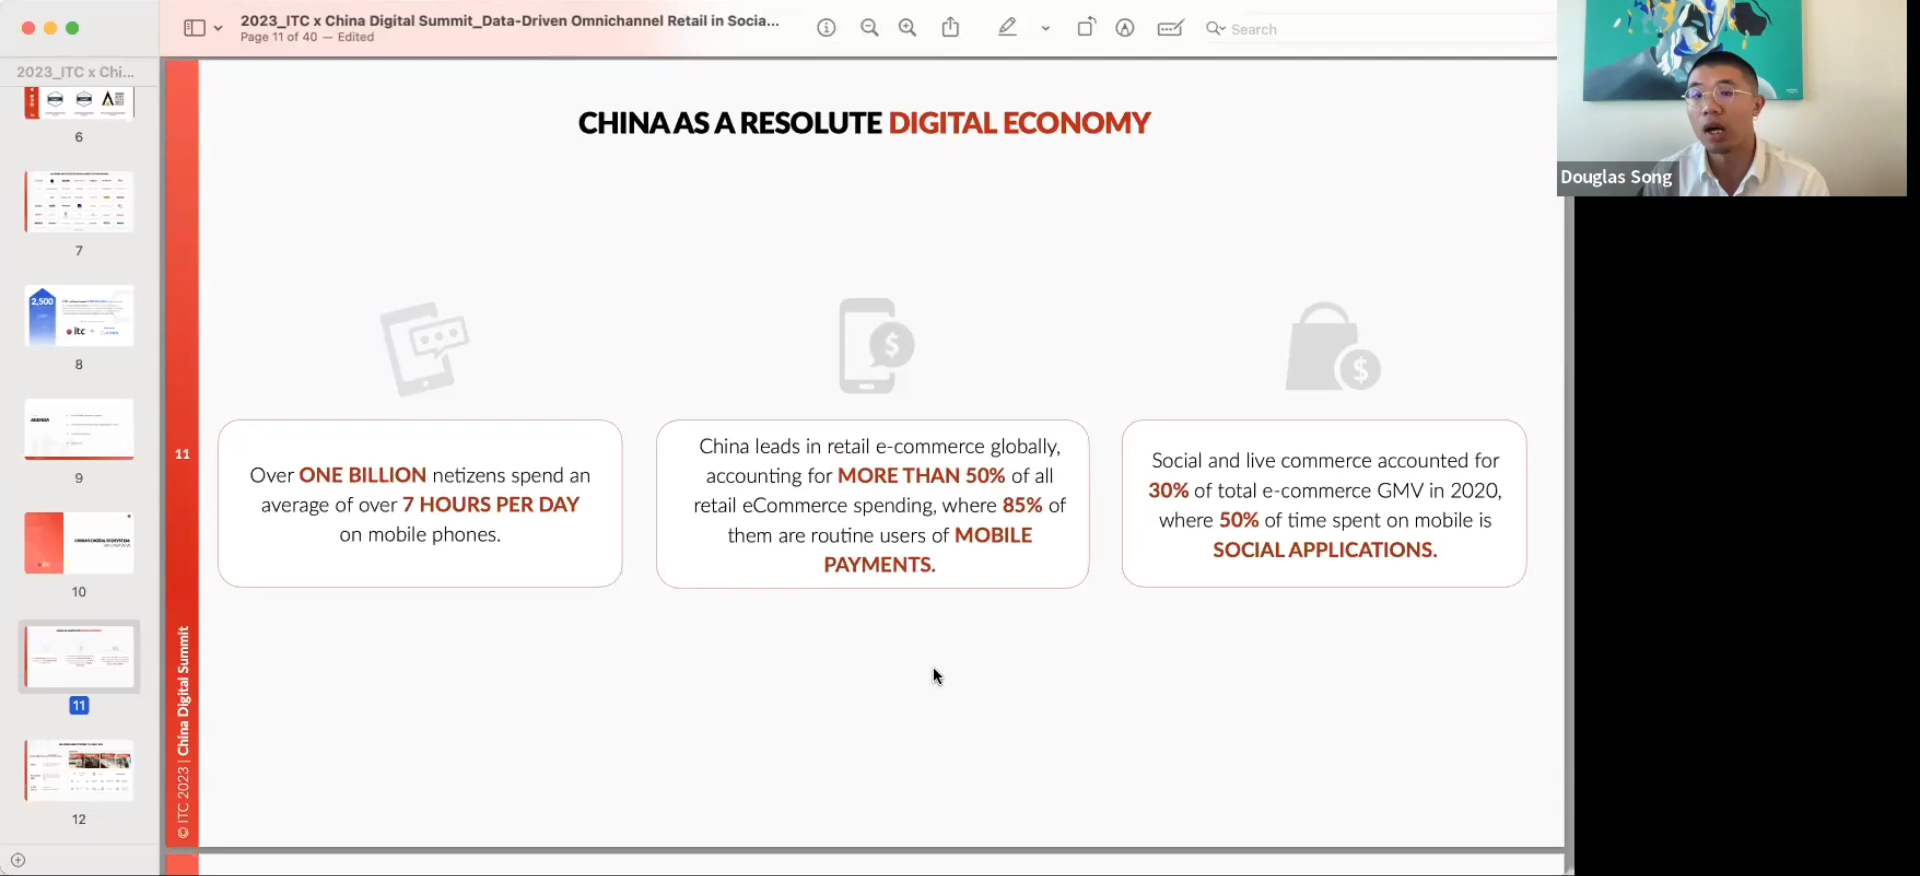 2023_ITC x China Digital Summit_Data-Driven Omnichannel Retail in Socia...
Page 11 of 40 — Edited
Search
2023_ITC x Chi...
6
7
2,500
itc
8
AGENDA
9
10
11
12
CHINA AS A RESOLUTE DIGITAL ECONOMY
Over ONE BILLION netizens spend an
average of over 7 HOURS PER DAY
on mobile phones.
China leads in retail e-commerce globally,
accounting for MORE THAN 50% of all
retail eCommerce spending, where 85% of
them are routine users of MOBILE
PAYMENTS.
Social and live commerce accounted for
30% of total e-commerce GMV in 2020,
where 50% of time spent on mobile is
SOCIAL APPLICATIONS.
11
© ITC 2023 | China Digital Summit
Douglas Song